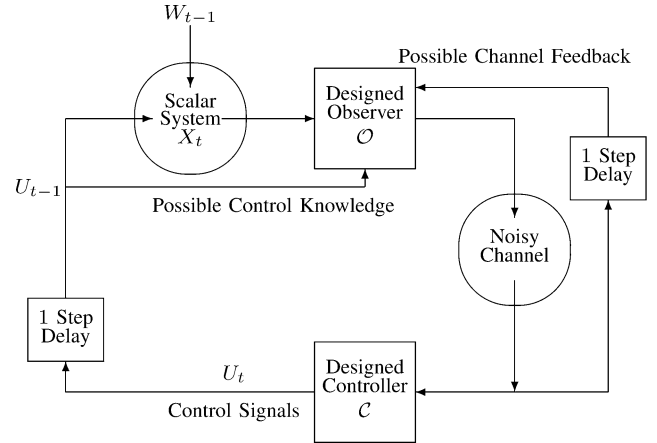 W_{t−1}
Possible Channel Feedback
Scalar
System
X_t
Designed
Observer
𝒪
1 Step
Delay
U_{t−1}
Possible Control Knowledge
Noisy
Channel
1 Step
Delay
U_t
Control Signals
Designed
Controller
𝒞